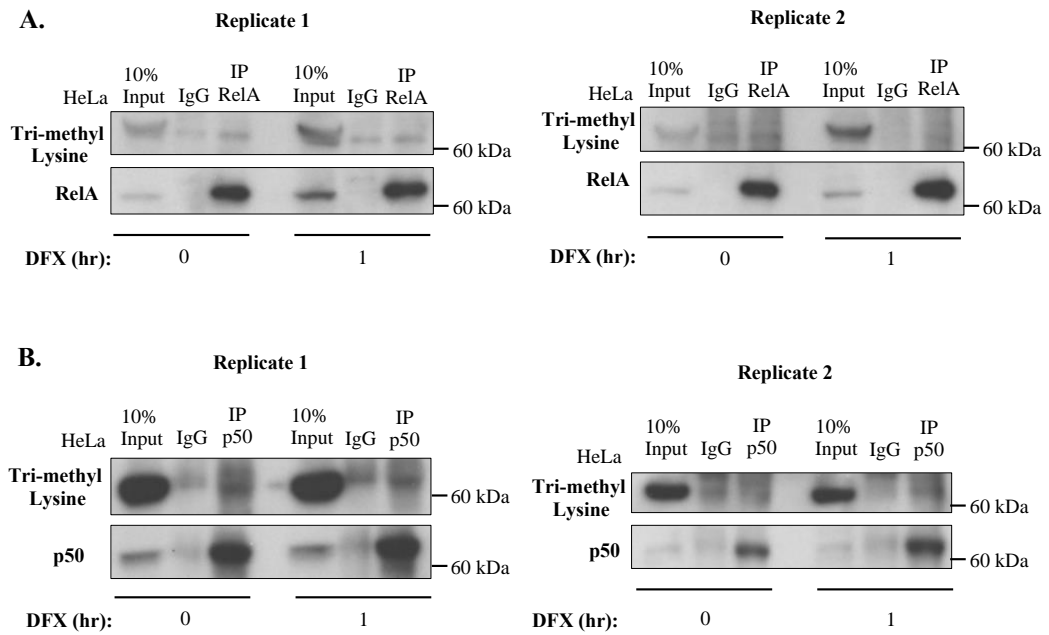 A.
Replicate 1
HeLa
10% Input
IgG
IP RelA
10% Input
IgG
IP RelA
Tri-methyl Lysine
60 kDa
RelA
60 kDa
DFX (hr):
0
1
Replicate 2
HeLa
10% Input
IgG
IP RelA
10% Input
IgG
IP RelA
Tri-methyl Lysine
60 kDa
RelA
60 kDa
DFX (hr):
0
1
B.
Replicate 1
HeLa
10% Input
IgG
IP p50
10% Input
IgG
IP p50
Tri-methyl Lysine
60 kDa
p50
60 kDa
DFX (hr):
0
1
Replicate 2
HeLa
10% Input
IgG
IP p50
10% Input
IgG
IP p50
Tri-methyl Lysine
60 kDa
p50
60 kDa
DFX (hr):
0
1